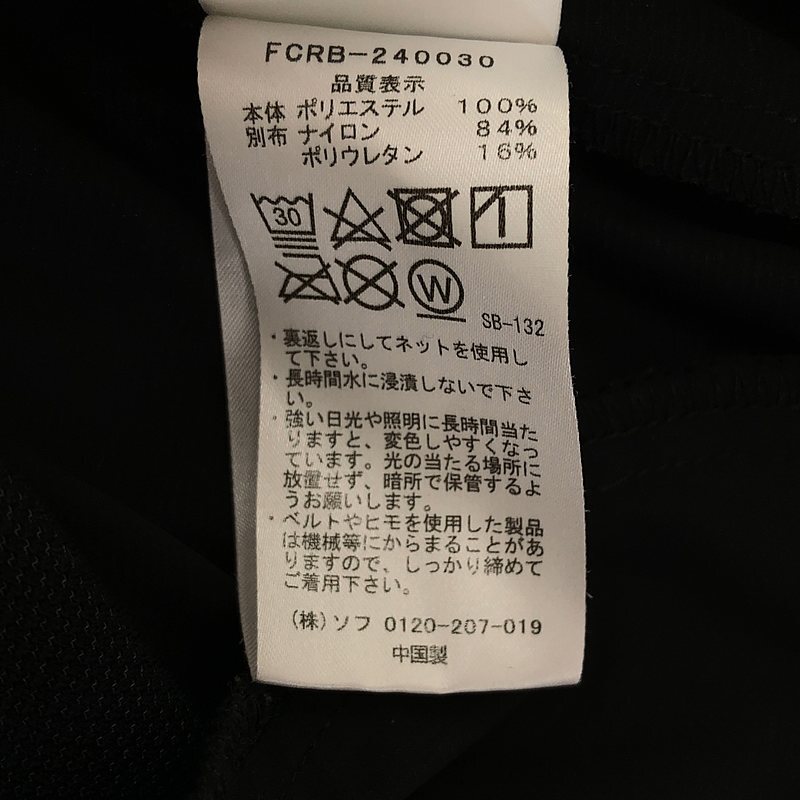 FCRB-240030
品質表示
本体 ポリエステル 100%
別布 ナイロン 84%
ポリウレタン 16%
30
W
SB-132
・裏返しにしてネットを使用し
て下さい。
・長時間水に浸漬しないで下さ
い。
・強い日光や照明に長時間当た
りますと、変色しやすくなっ
ています。光の当たる場所に
放置せず、暗所で保管するよ
うお願いします。
・ベルトやヒモを使用した製品
は機械等にからまることがあ
りますので、しっかり締めて
ご着用下さい。
(株)ソフ 0120-207-019
中国製